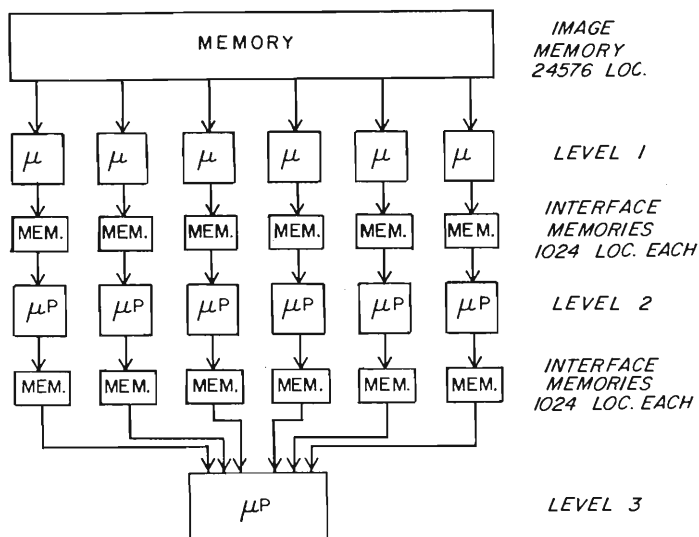 MEMORY
IMAGE
MEMORY
24576 LOC.
μ μ μ μ μ μ
LEVEL 1
MEM. MEM. MEM. MEM. MEM. MEM.
INTERFACE
MEMORIES
1024 LOC. EACH
μP μP μP μP μP μP
LEVEL 2
MEM. MEM. MEM. MEM. MEM. MEM.
INTERFACE
MEMORIES
1024 LOC. EACH
μP
LEVEL 3